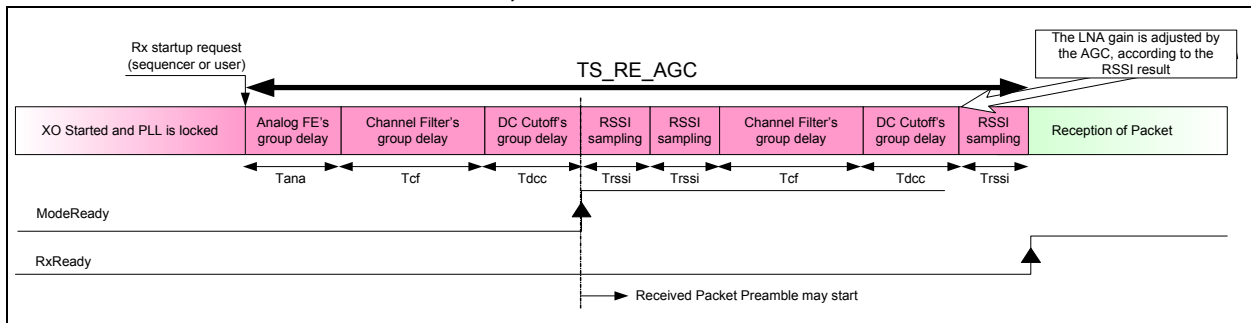 Rx startup request
(sequencer or user)
TS_RE_AGC
The LNA gain is adjusted by
the AGC, according to the
RSSI result
XO Started and PLL is locked
Analog FE's
group delay
Channel Filter's
group delay
DC Cutoff's
group delay
RSSI
sampling
RSSI
sampling
Channel Filter's
group delay
DC Cutoff's
group delay
RSSI
sampling
Reception of Packet
Tana
Tcf
Tdcc
Trssi
Trssi
Tcf
Tdcc
Trssi
ModeReady
RxReady
Received Packet Preamble may start